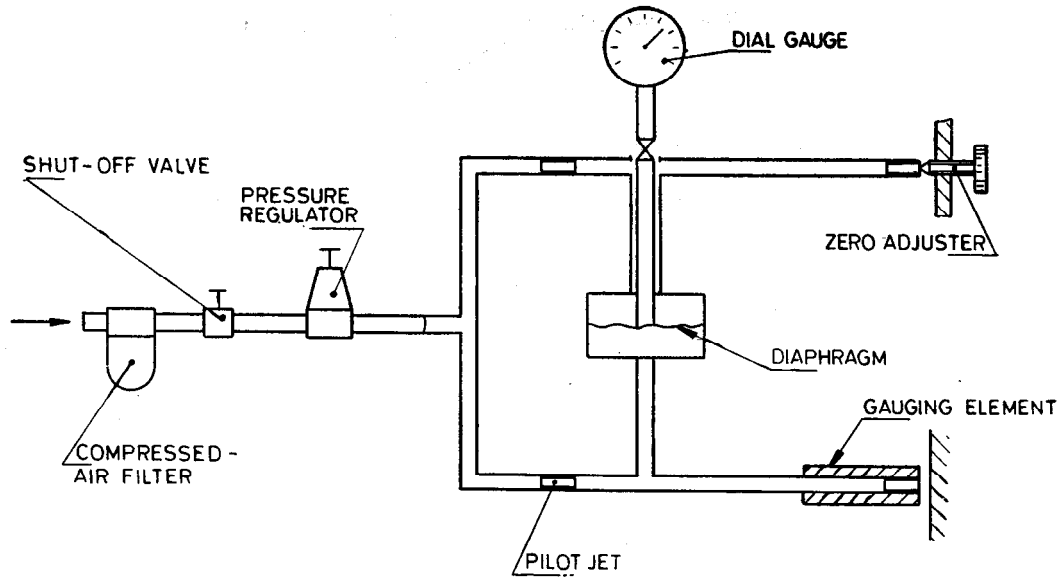 DIAL GAUGE
SHUT-OFF VALVE
PRESSURE
REGULATOR
ZERO ADJUSTER
DIAPHRAGM
GAUGING ELEMENT
COMPRESSED-
AIR FILTER
PILOT JET